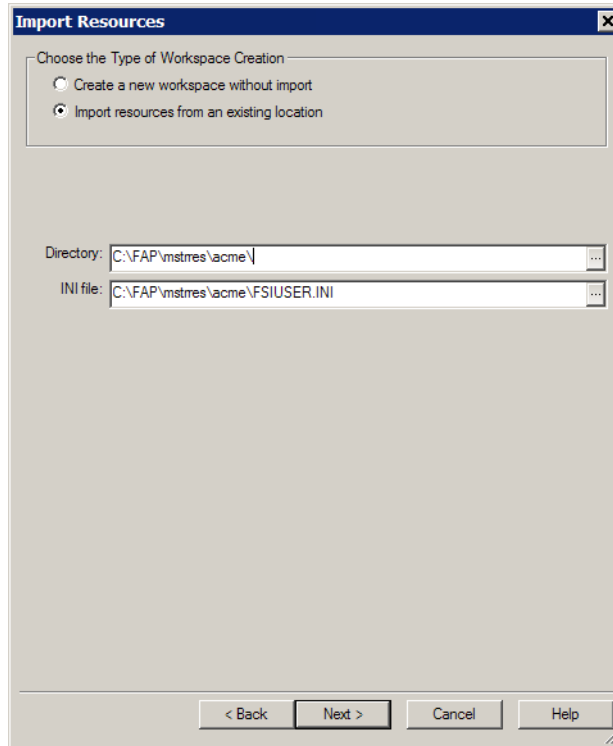 Import Resources
Choose the Type of Workspace Creation
Create a new workspace without import
Import resources from an existing location
Directory: C:\FAP\mstrres\acme\
...
INI file: C:\FAP\mstrres\acme\FSIUSER.INI
...
< Back Next > Cancel Help